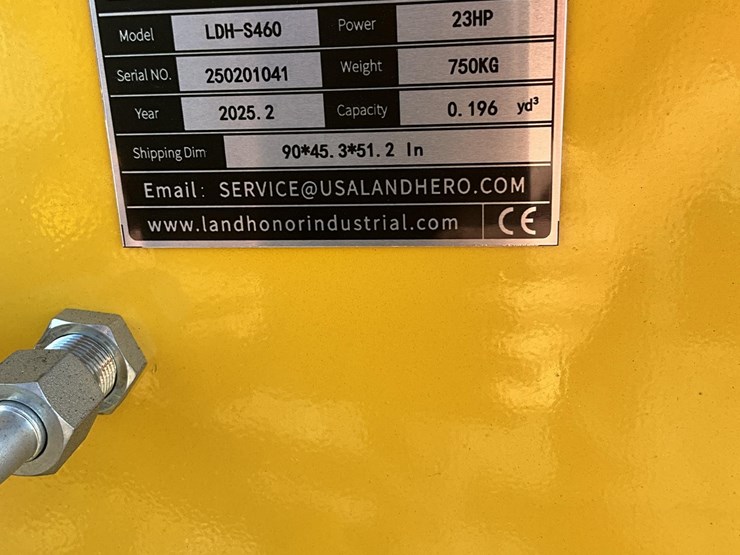 Model LDH-S460 Power 23HP
Serial NO. 250201041 Weight 750KG
Year 2025.2 Capacity 0.196 yd³
Shipping Dim 90*45.3*51.2 In
Email: SERVICE@USALANDHERO.COM
www.landhonorindustrial.com CE